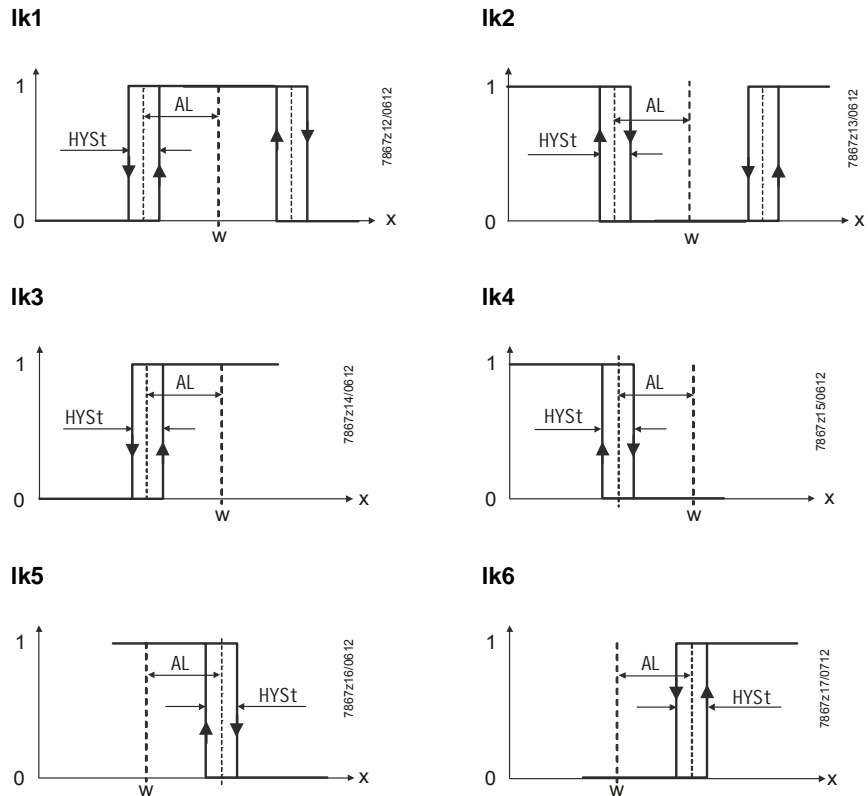 lk1
1
AL
HYSt
0
w
x
7867z12/0612
lk2
1
AL
HYSt
0
w
x
7867z13/0612
lk3
1
AL
HYSt
0
w
x
7867z14/0612
lk4
1
AL
HYSt
0
w
x
7867z15/0612
lk5
1
AL
HYSt
0
w
x
7867z16/0612
lk6
1
AL
HYSt
0
w
x
7867z17/0712